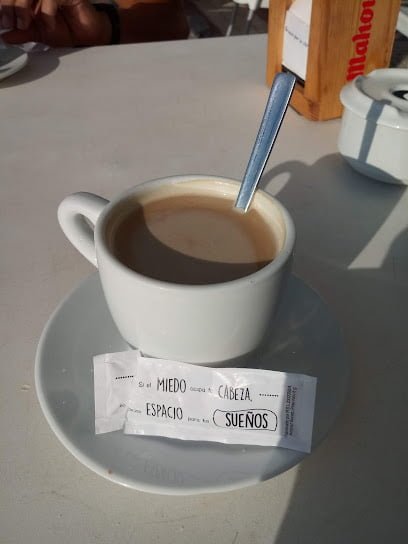 Mahou
Si el MIEDO ocupa tu CABEZA,
ESPACIO para tus SUEÑOS